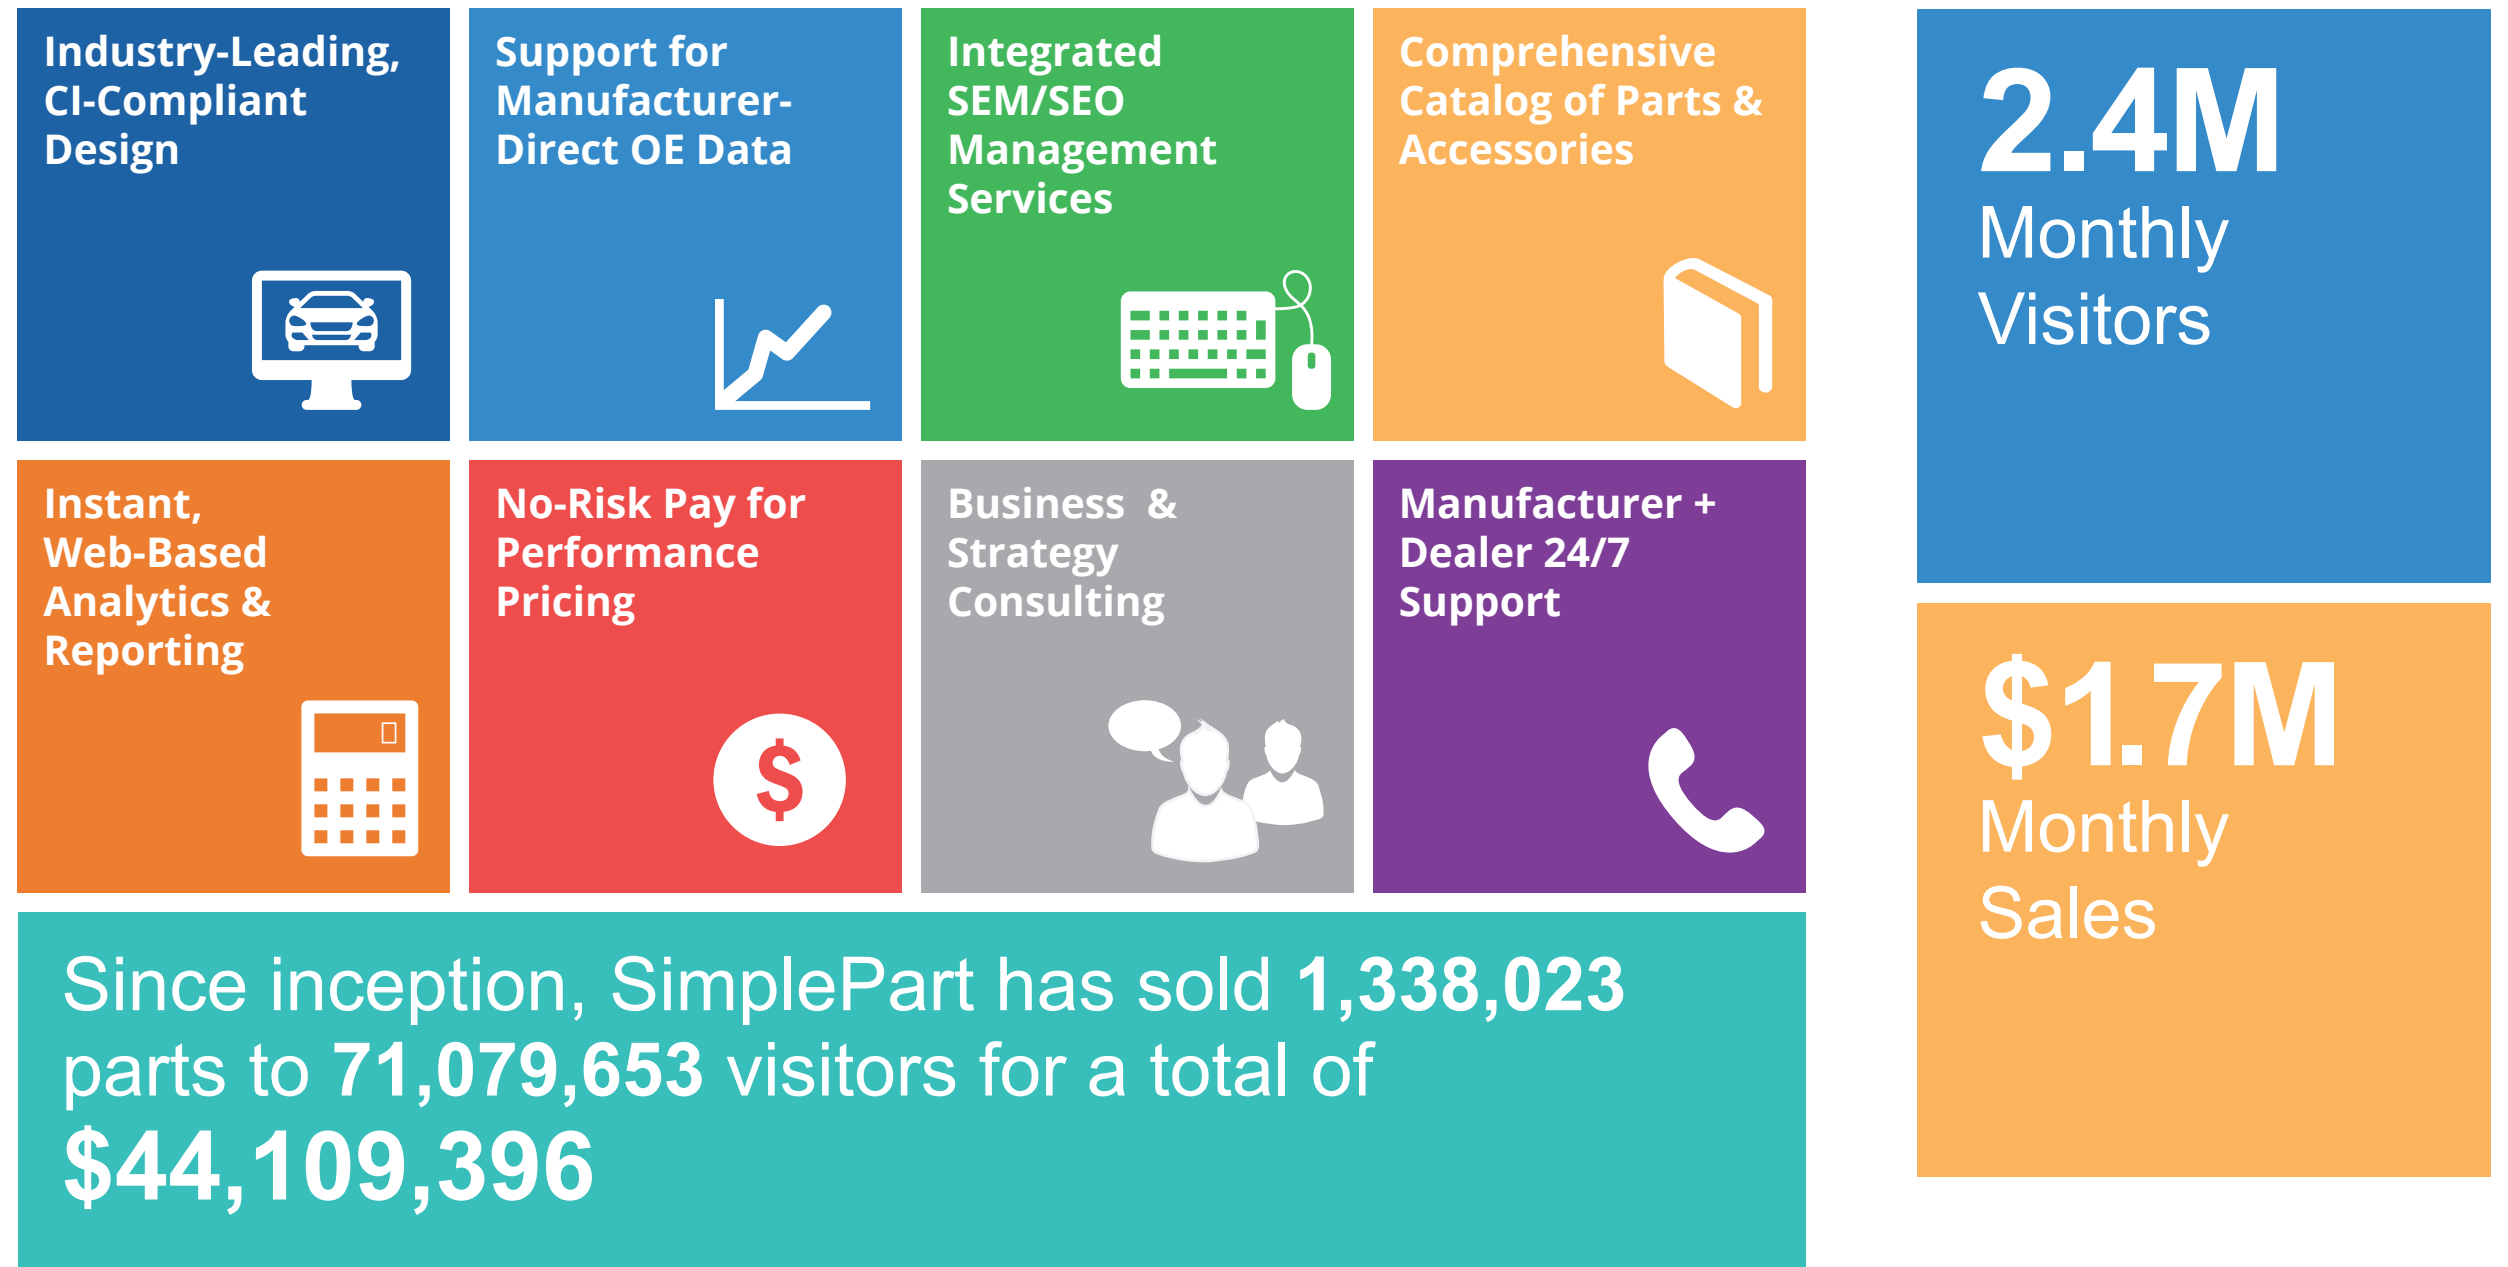 Industry-Leading,
CI-Compliant
Design
Support for
Manufacturer-
Direct OE Data
Integrated
SEM/SEO
Management
Services
Comprehensive
Catalog of Parts &
Accessories
Instant,
Web-Based
Analytics &
Reporting
No-Risk Pay for
Performance
Pricing
$
Business  &
Strategy
Consulting
Manufacturer +
Dealer 24/7
Support
Since inception, SimplePart has sold 1,338,023
parts to 71,079,653 visitors for a total of
$44,109,396
2.4M
Monthly
Visitors
$1.7M
Monthly
Sales